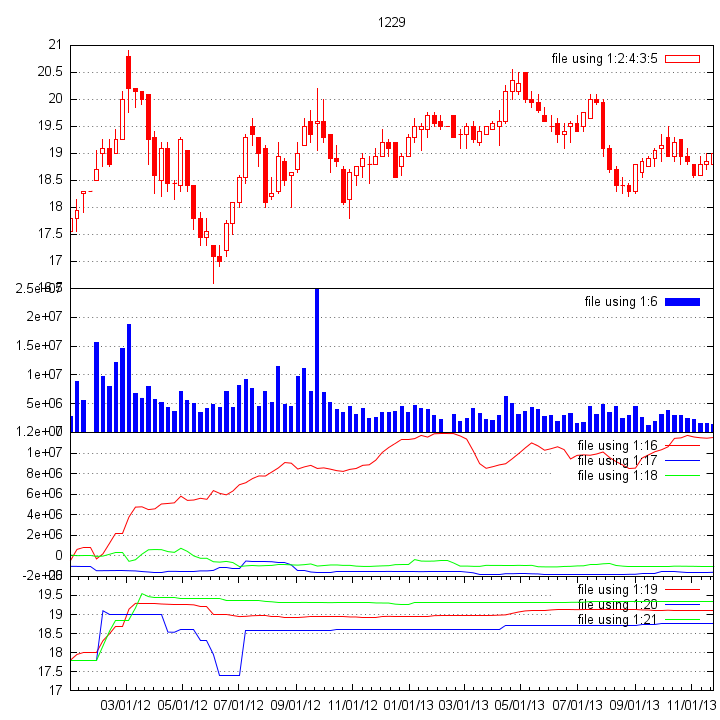 1229
21
file using 1:2:4:3:5
20.5
20
19.5
19
18.5
18
17.5
17
2.5e+07
file using 1:6
2e+07
1.5e+07
1e+07
5e+06
file using 1:16
1e+07
file using 1:17
8e+06
file using 1:18
6e+06
4e+06
2e+06
0
file using 1:19
19.5
file using 1:20
19
file using 1:21
18.5
18
17.5
17
03/01/12 05/01/12 07/01/12 09/01/12 11/01/12 01/01/13 03/01/13 05/01/13 07/01/13 09/01/13 11/01/13